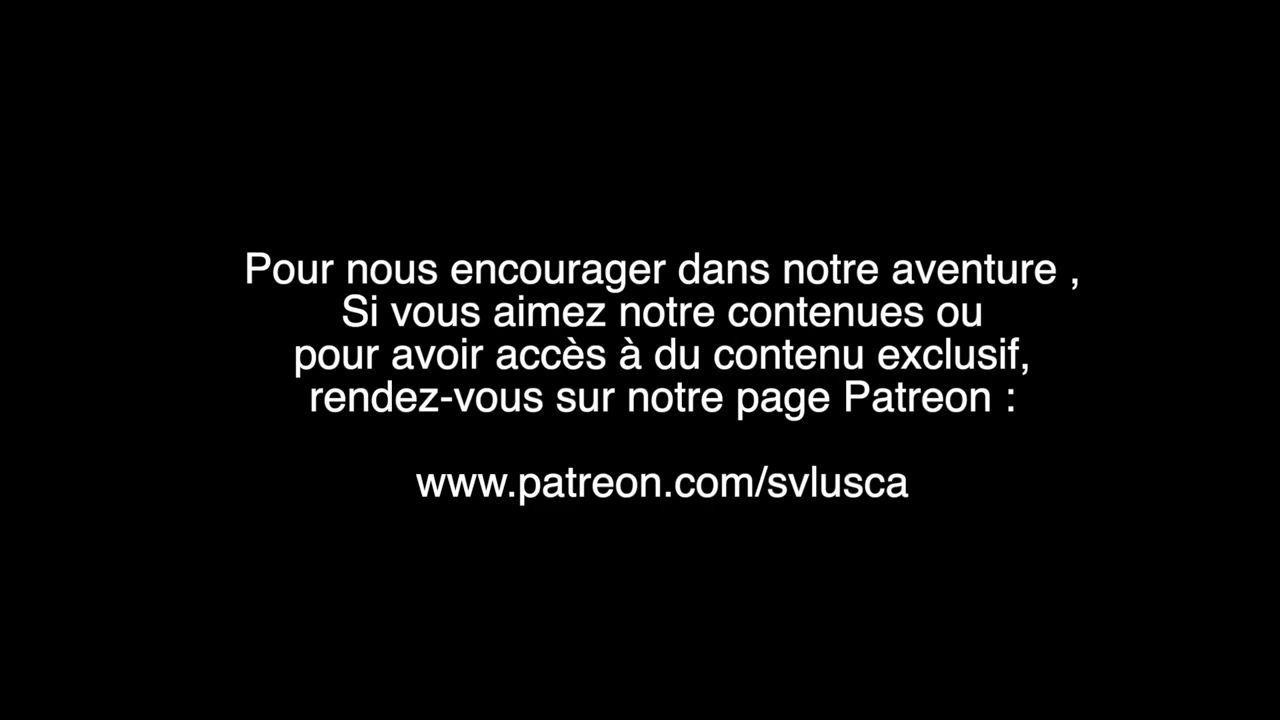 Pour nous encourager dans notre aventure ,
Si vous aimez notre contenues ou
pour avoir accès à du contenu exclusif,
rendez-vous sur notre page Patreon :
www.patreon.com/svlusca